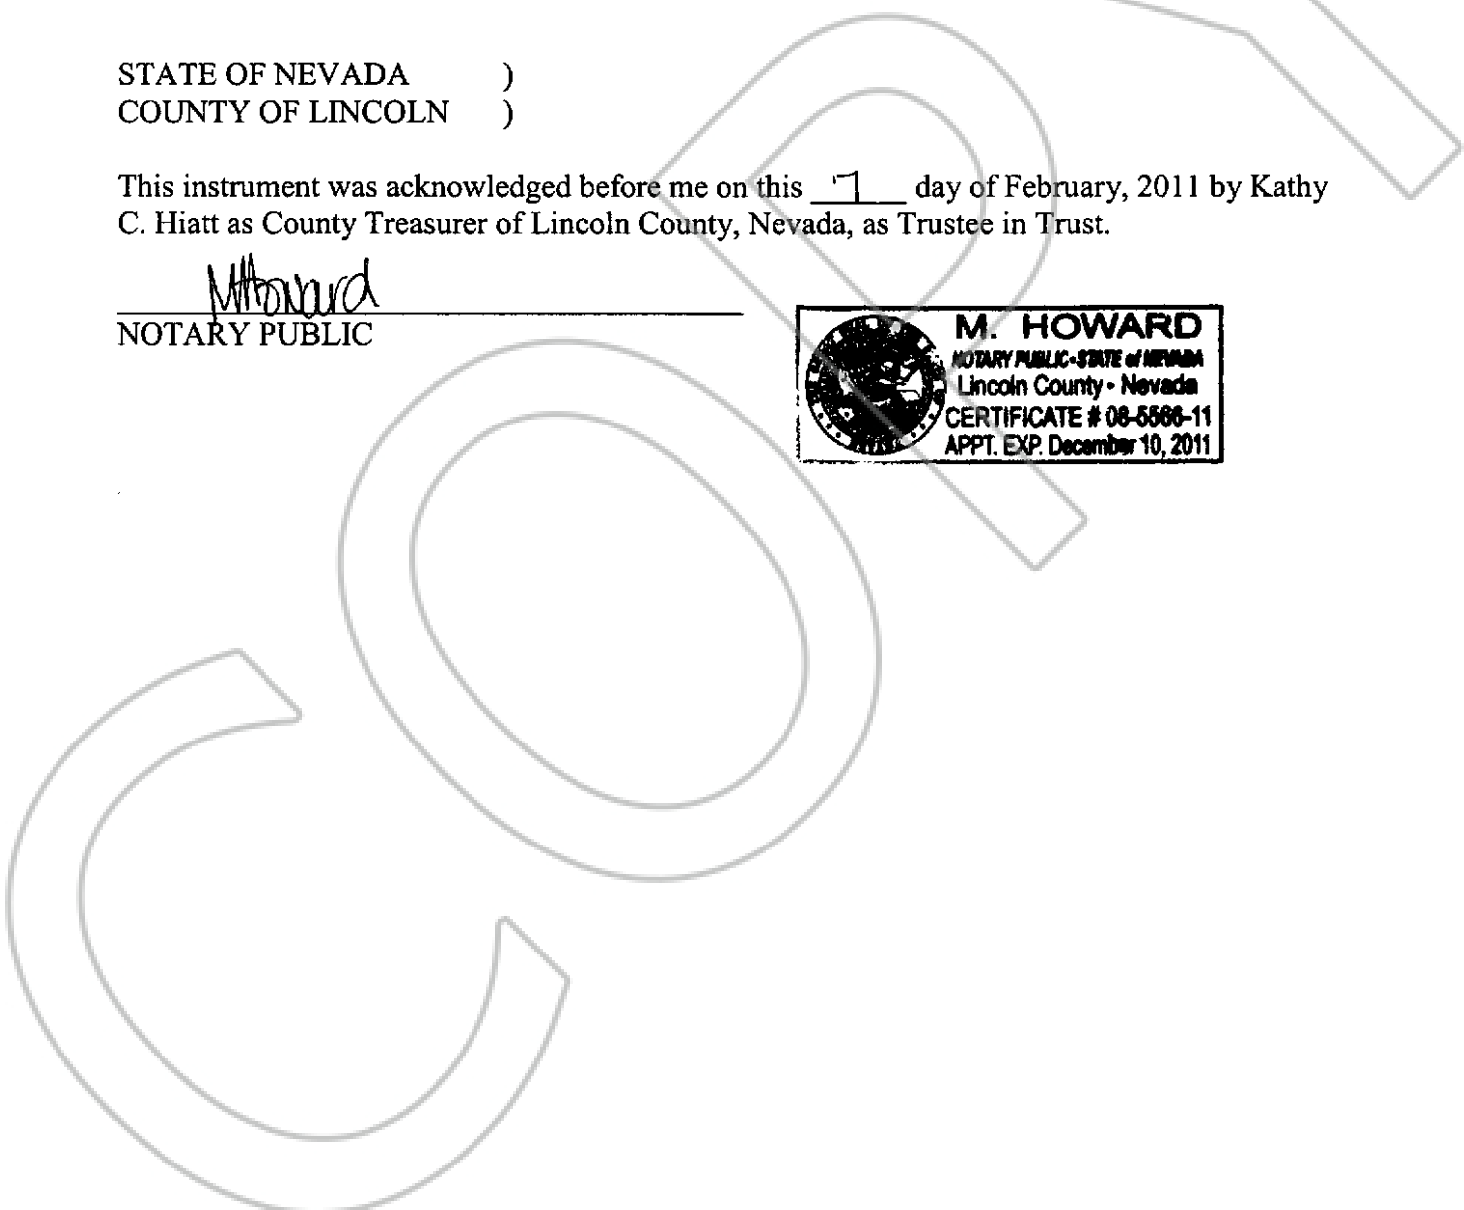 STATE OF NEVADA )
COUNTY OF LINCOLN )
This instrument was acknowledged before me on this 7 day of February, 2011 by Kathy
C. Hiatt as County Treasurer of Lincoln County, Nevada, as Trustee in Trust.
MHoward
NOTARY PUBLIC
M. HOWARD
NOTARY PUBLIC•STATE of NEVADA
Lincoln County • Nevada
CERTIFICATE # 08-5566-11
APPT. EXP. December 10, 2011
COPY